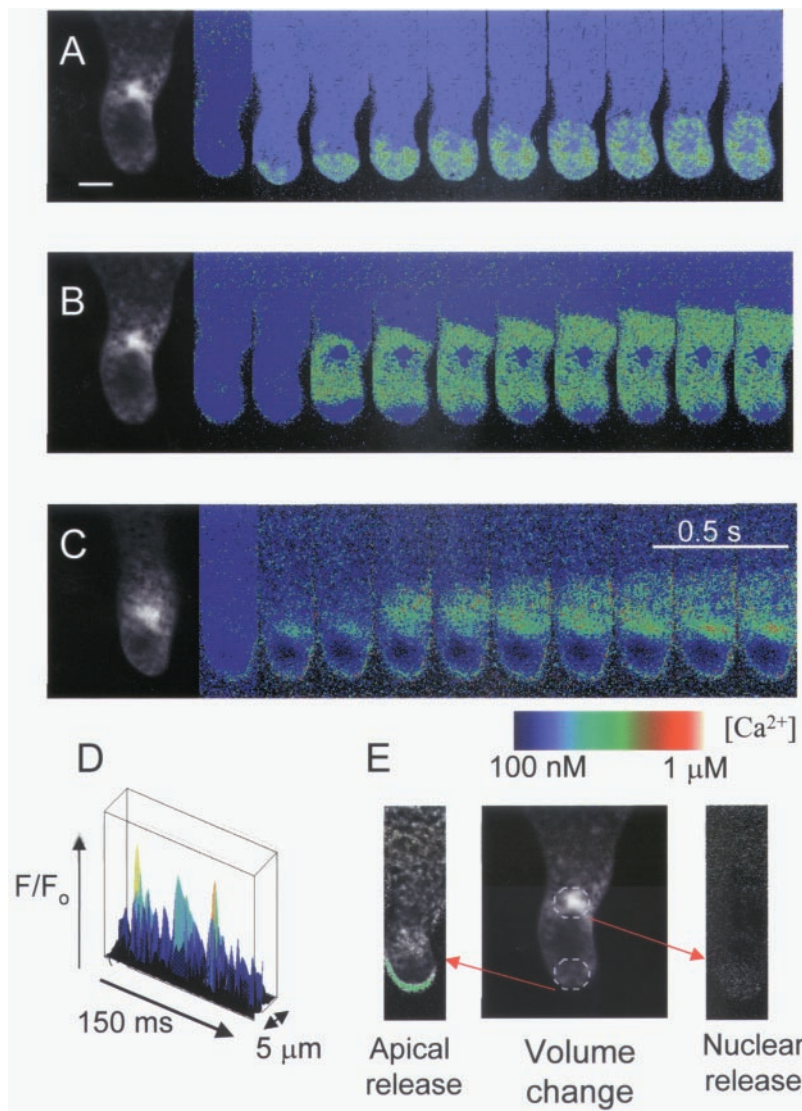 A
B
C
0.5 s
[Ca²⁺]
100 nM
1 μM
D
F/Fₒ
150 ms
5 μm
E
Apical
release
Volume
change
Nuclear
release